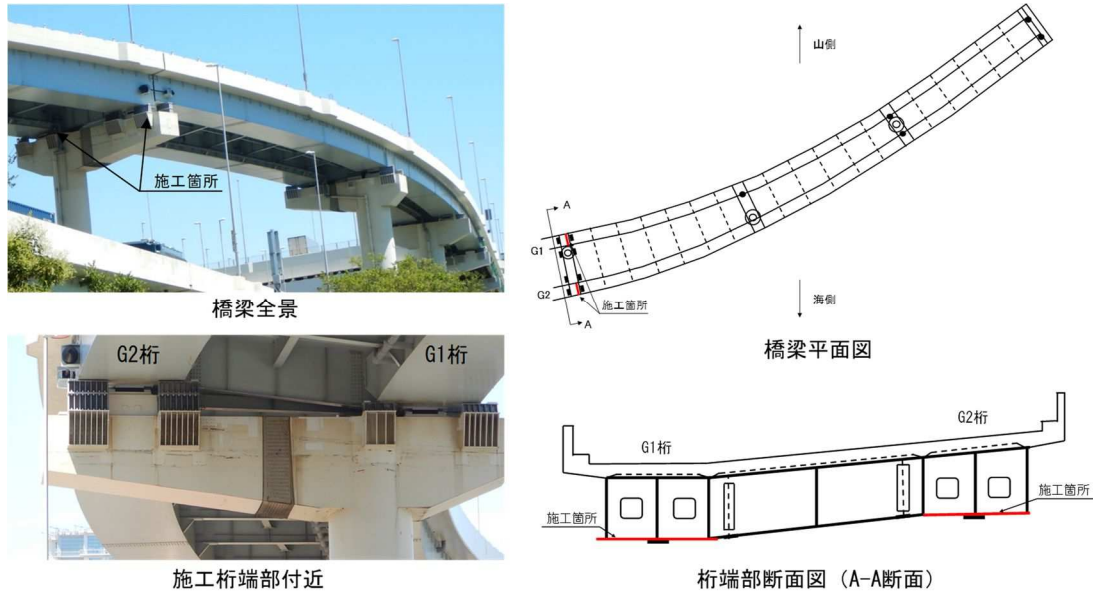 施工箇所
橋梁全景
山側
A
G1
G2
施工箇所
A
海側
橋梁平面図
G2桁
G1桁
施工桁端部付近
G2桁
G1桁
施工箇所
施工箇所
桁端部断面図（A-A断面）